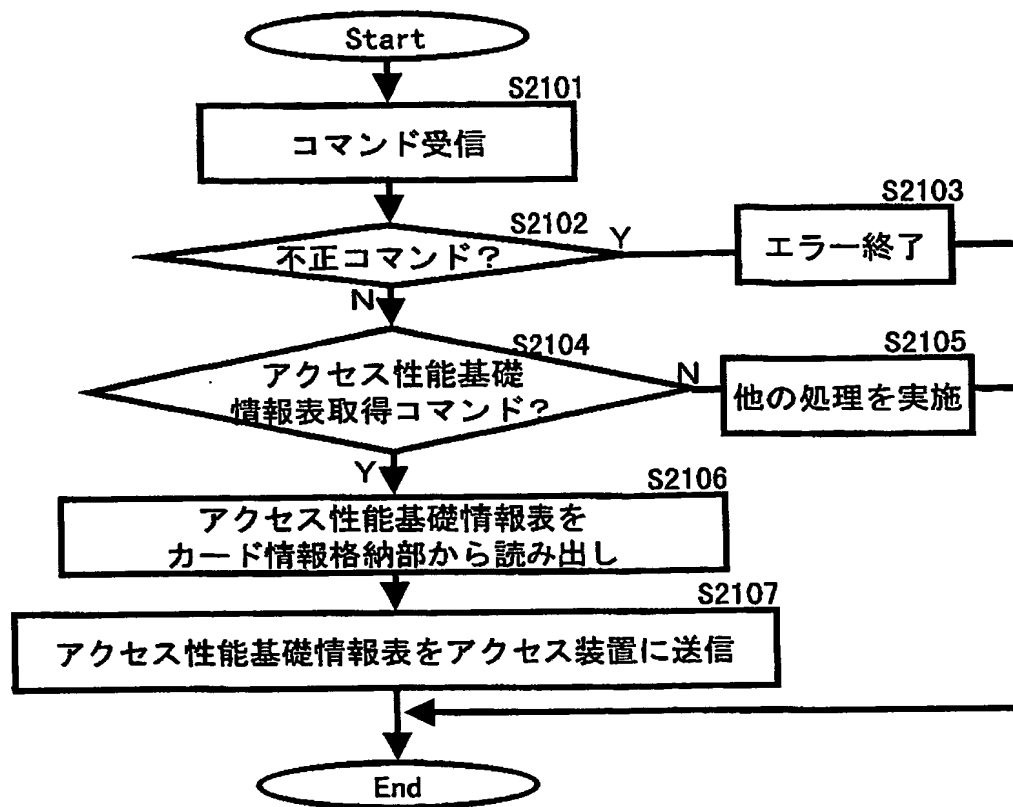 Start
S2101
コマンド受信
S2102
不正コマンド?
Y
N
S2103
エラー終了
S2104
アクセス性能基礎
情報表取得コマンド?
N
Y
S2105
他の処理を実施
S2106
アクセス性能基礎情報表を
カード情報格納部から読み出し
S2107
アクセス性能基礎情報表をアクセス装置に送信
End